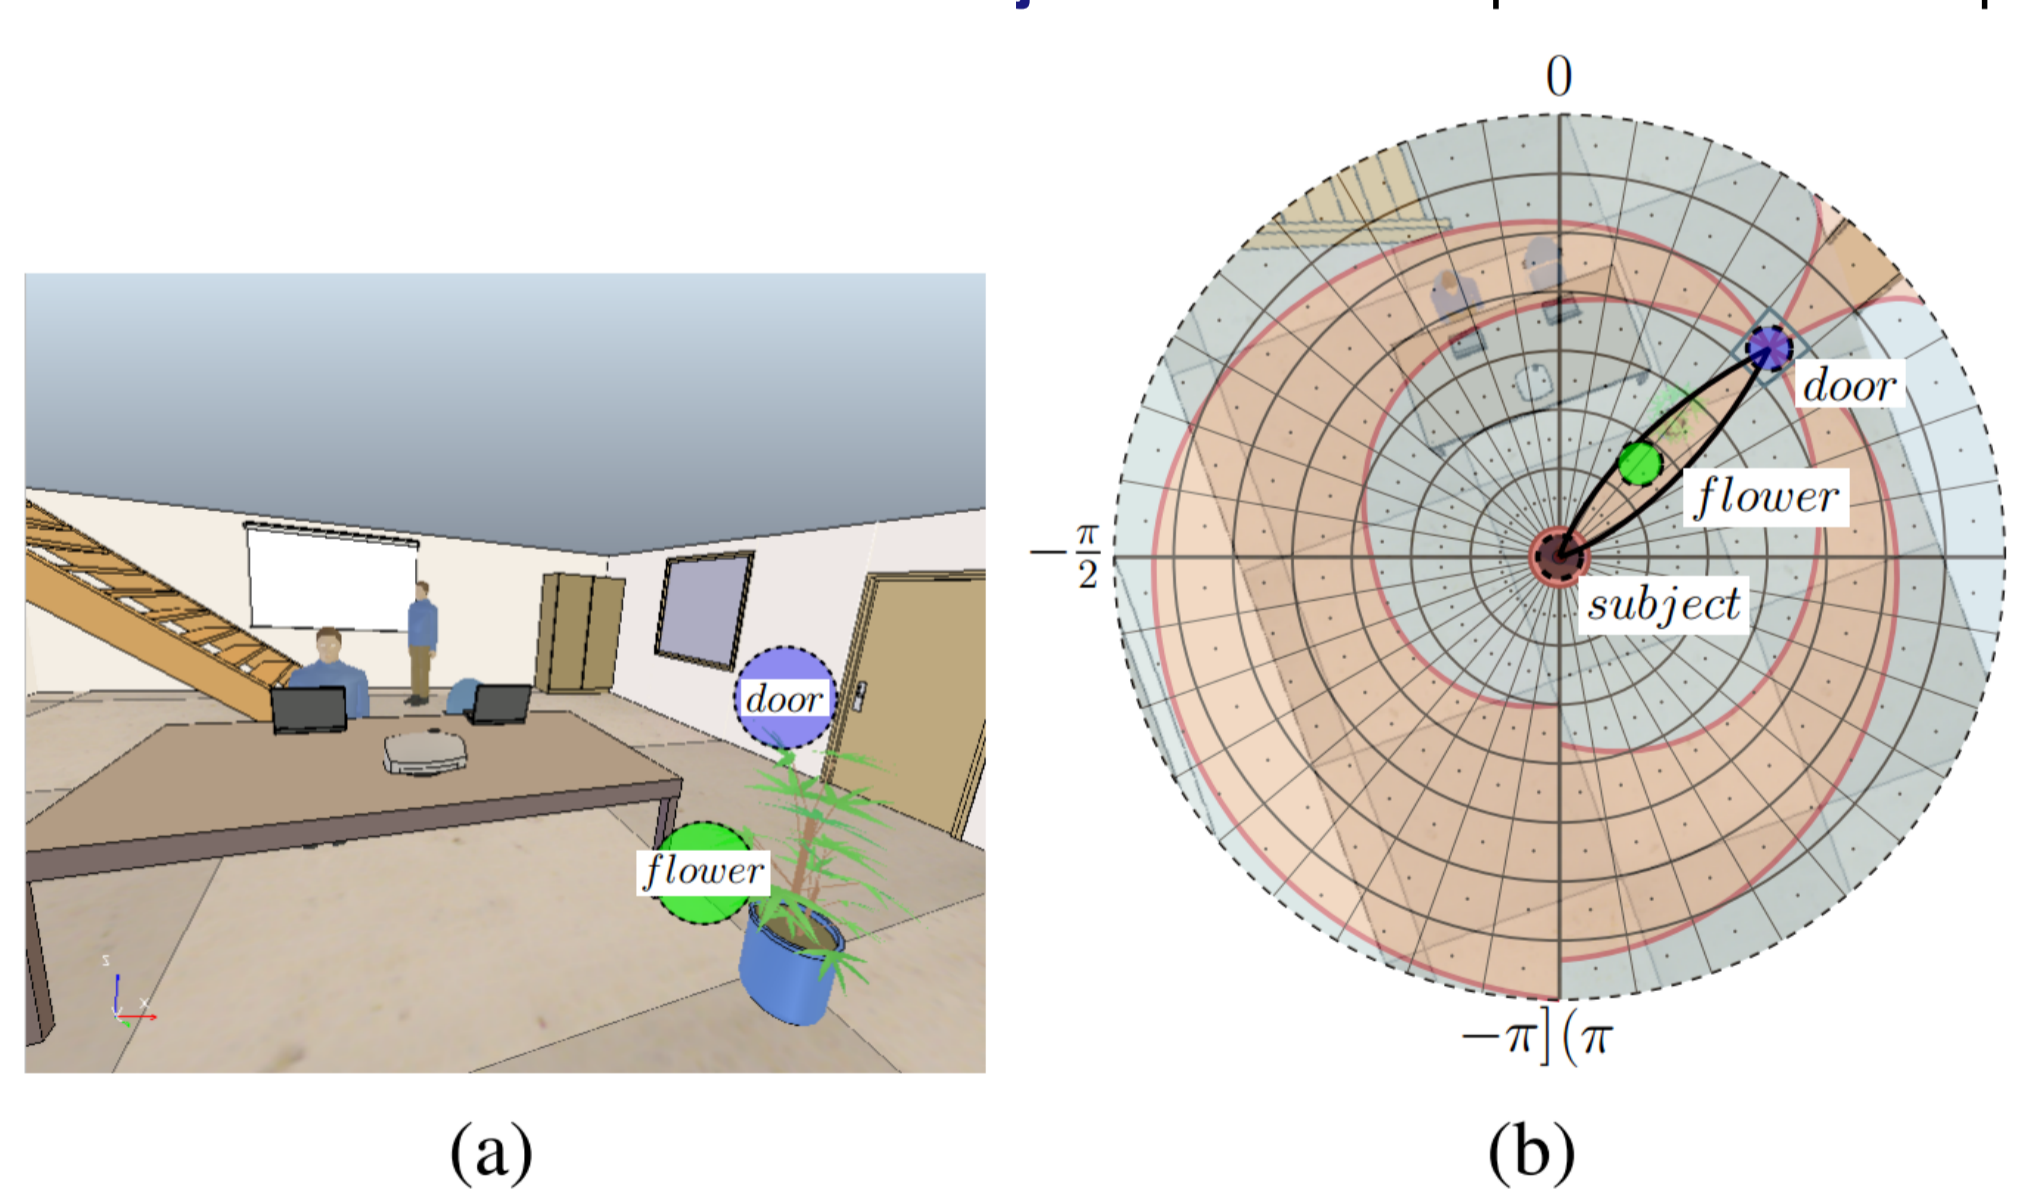 0
door
flower
subject
−π/2
−π](π
door
flower
z
x
(a)
(b)